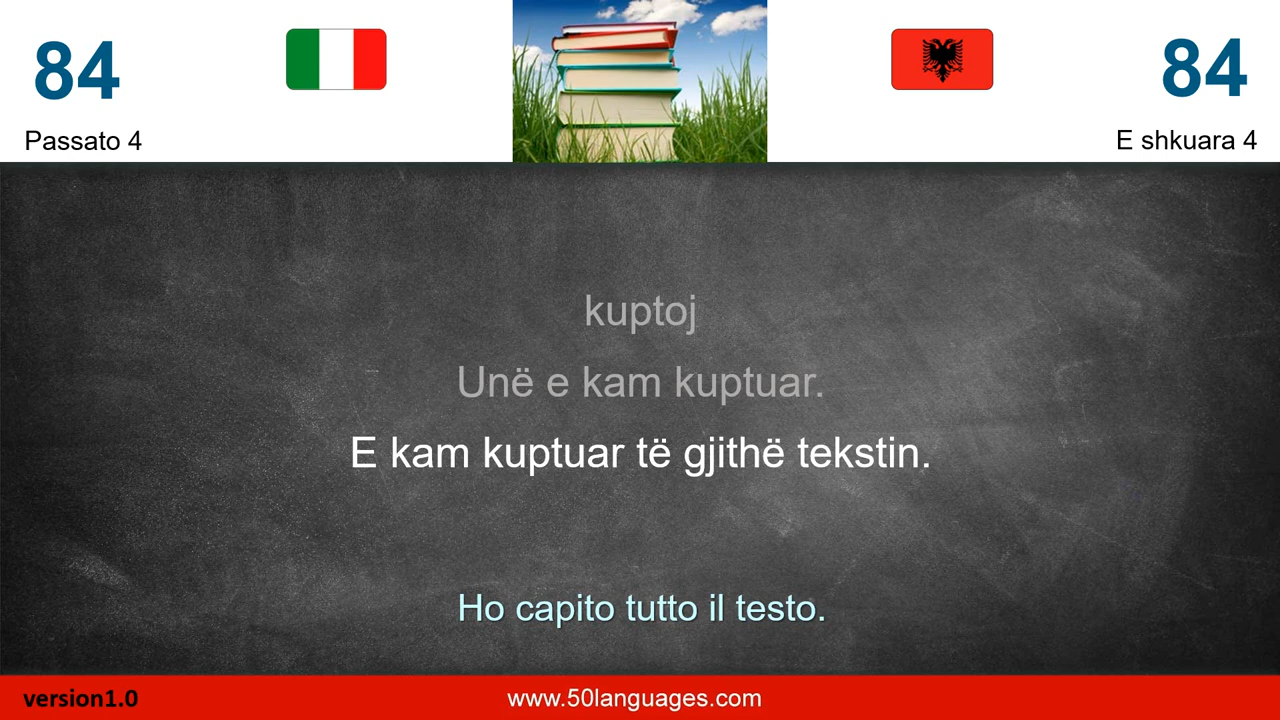 84
84
Passato 4
E shkuara 4
kuptoj
Unë e kam kuptuar.
E kam kuptuar të gjithë tekstin.
Ho capito tutto il testo.
version1.0
www.50languages.com